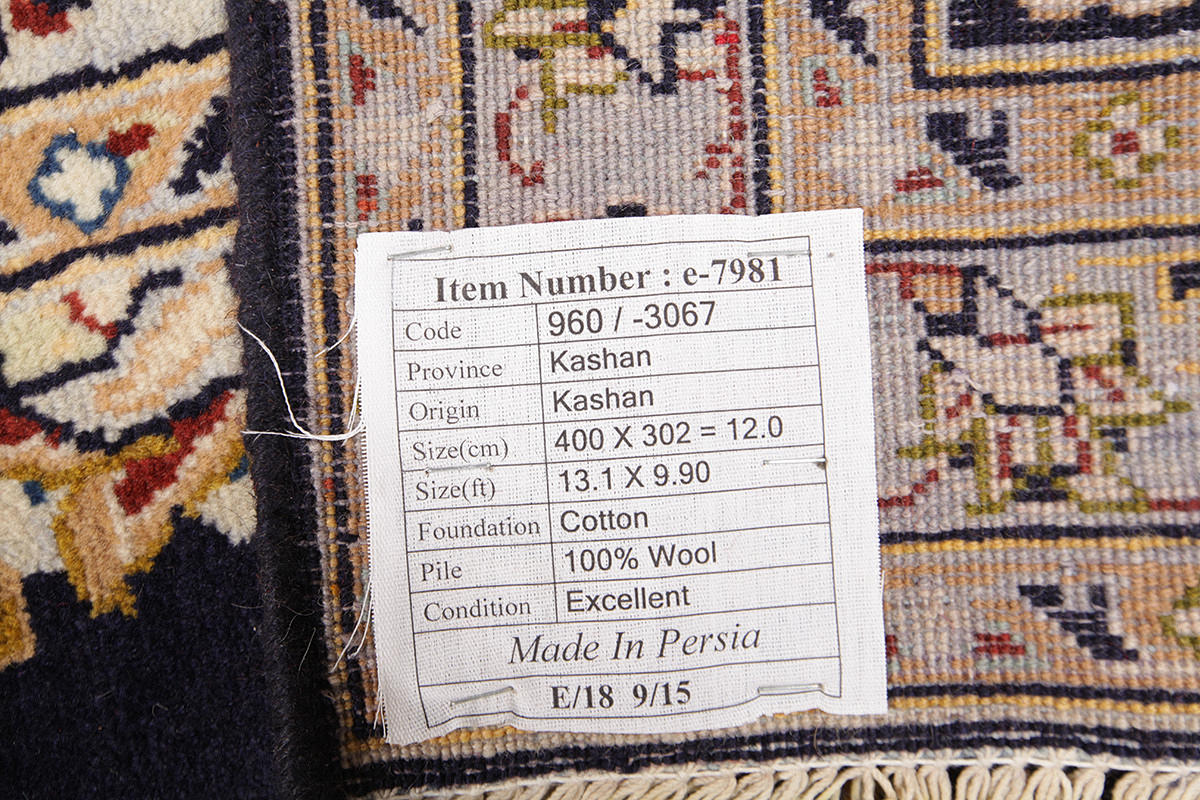 Item Number : e-7981
Code 960 / -3067
Province Kashan
Origin Kashan
Size(cm) 400 X 302 = 12.0
Size(ft) 13.1 X 9.90
Foundation Cotton
Pile 100% Wool
Condition Excellent
Made In Persia
E/18 9/15